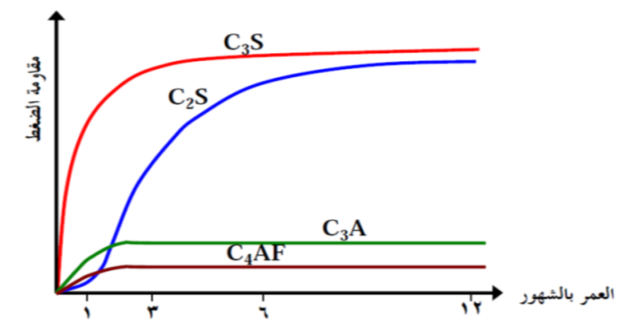 مقاومة الضغط
C₃S
C₂S
C₃A
C₄AF
١ ٣ ٦ ١٢
العمر بالشهور